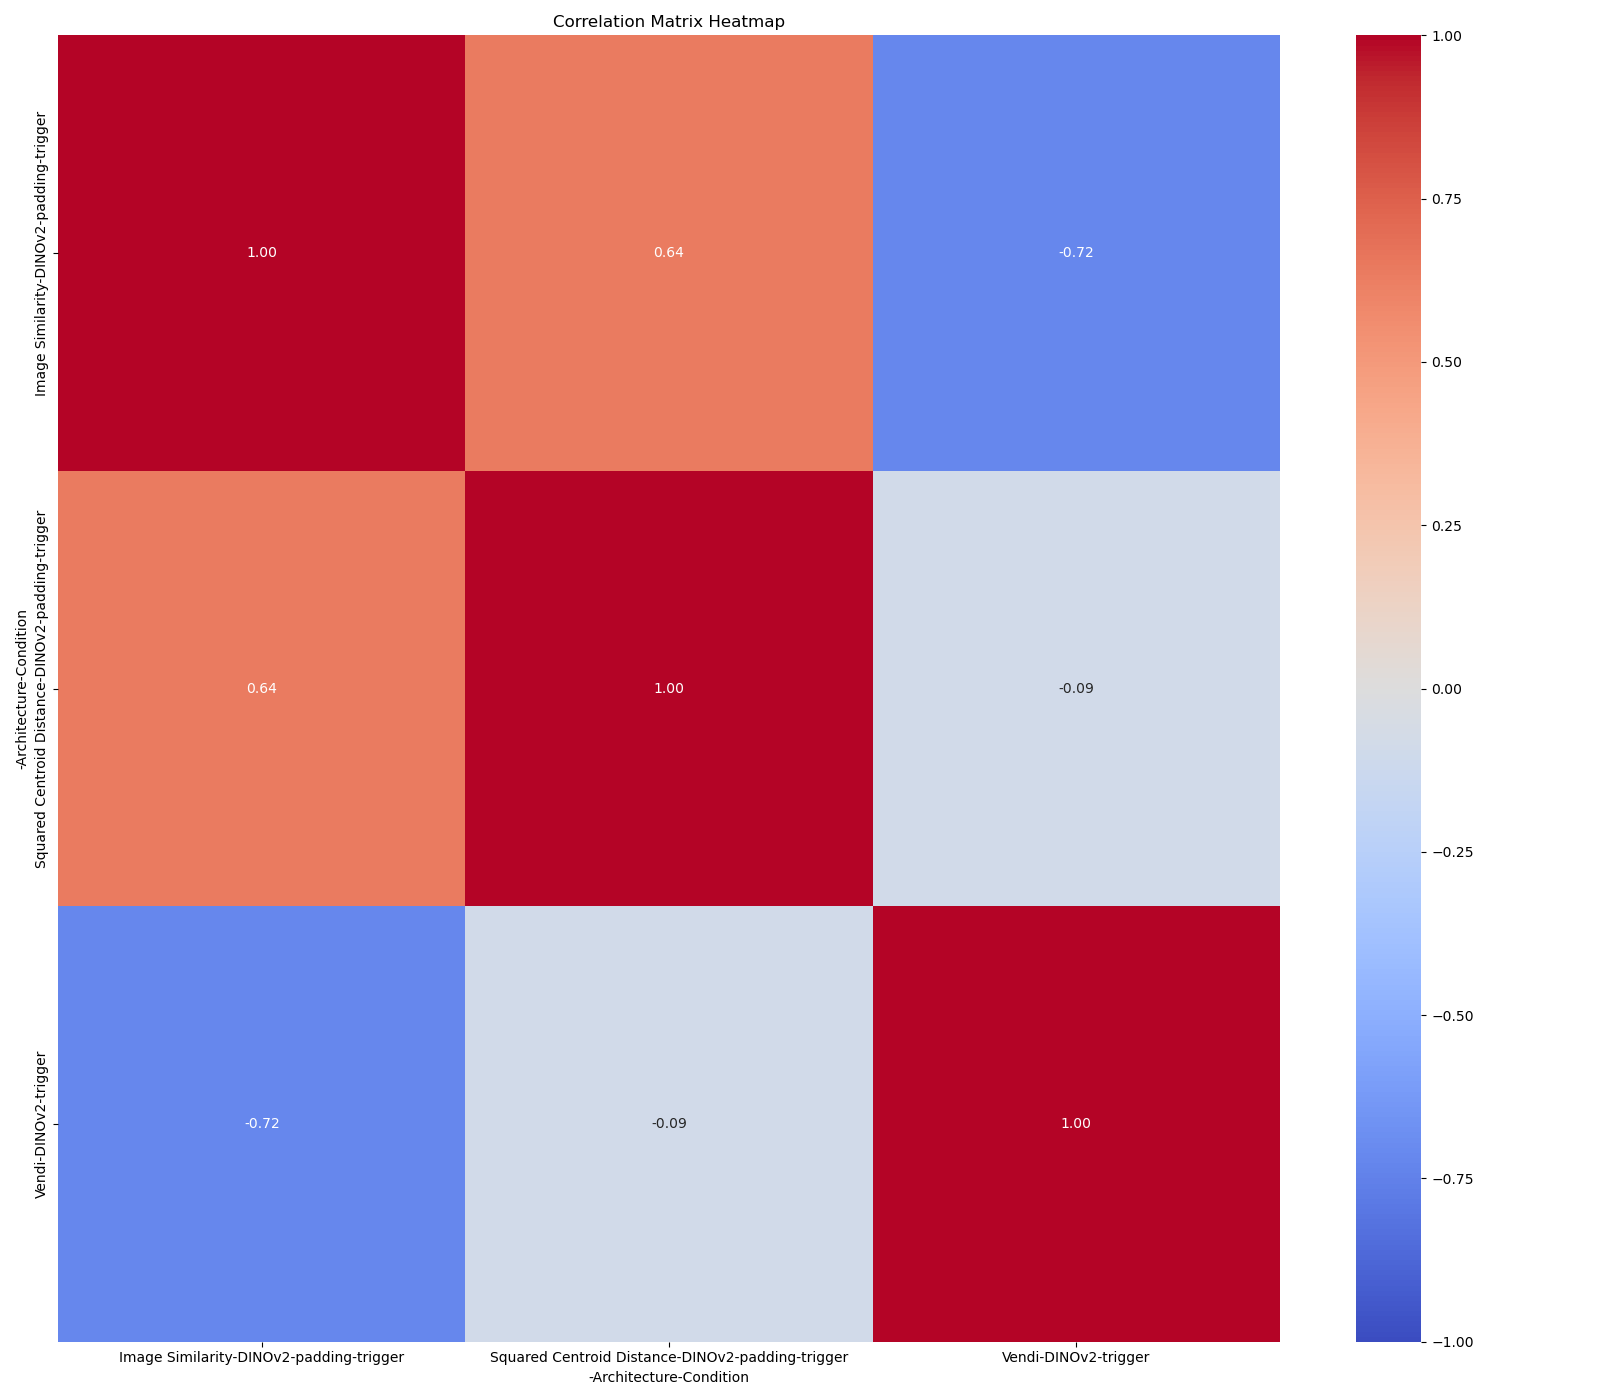 Correlation Matrix Heatmap
Image Similarity-DINOv2-padding-trigger
1.00
0.64
-0.72
-Architecture-Condition
Squared Centroid Distance-DINOv2-padding-trigger
0.64
1.00
-0.09
Vendi-DINOv2-trigger
-0.72
-0.09
1.00
Image Similarity-DINOv2-padding-trigger
Squared Centroid Distance-DINOv2-padding-trigger
Vendi-DINOv2-trigger
-Architecture-Condition
1.00
0.75
0.50
0.25
0.00
−0.25
−0.50
−0.75
−1.00